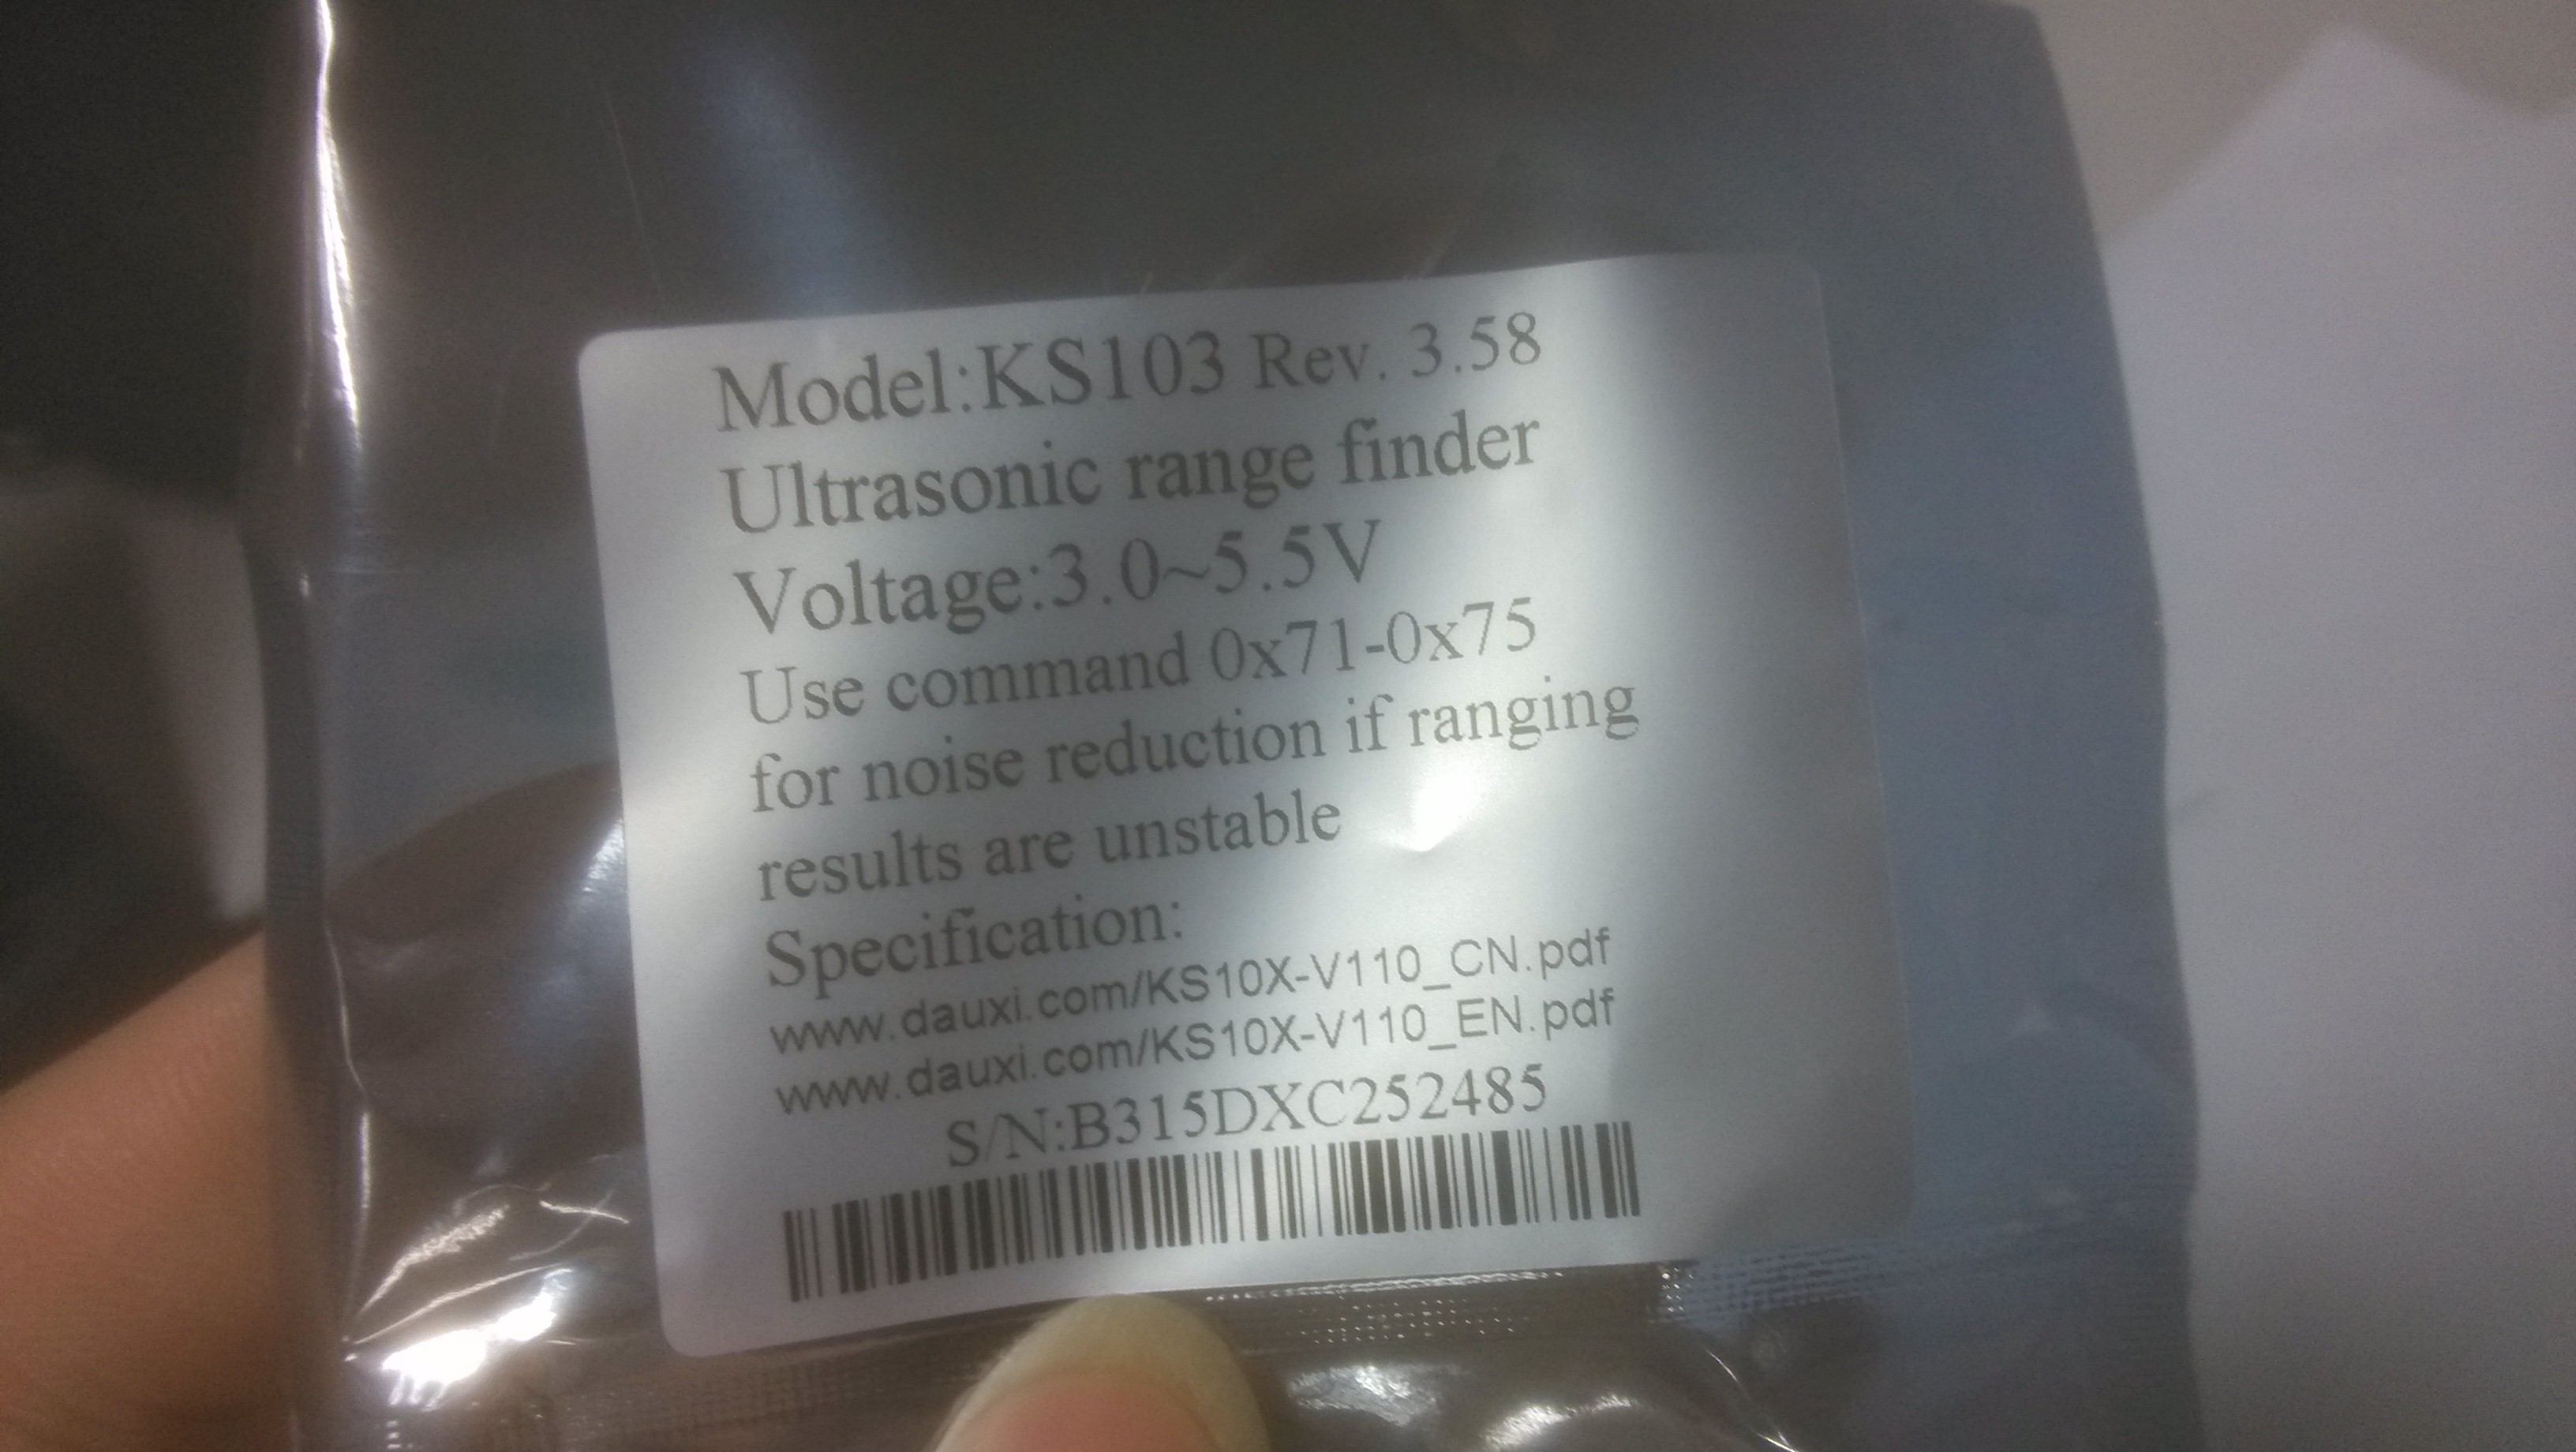 Model:KS103 Rev. 3.58
Ultrasonic range finder
Voltage:3.0~5.5V
Use command 0x71-0x75
for noise reduction if ranging
results are unstable
Specification:
www.dauxi.com/KS10X-V110_CN.pdf
www.dauxi.com/KS10X-V110_EN.pdf
S/N:B315DXC252485